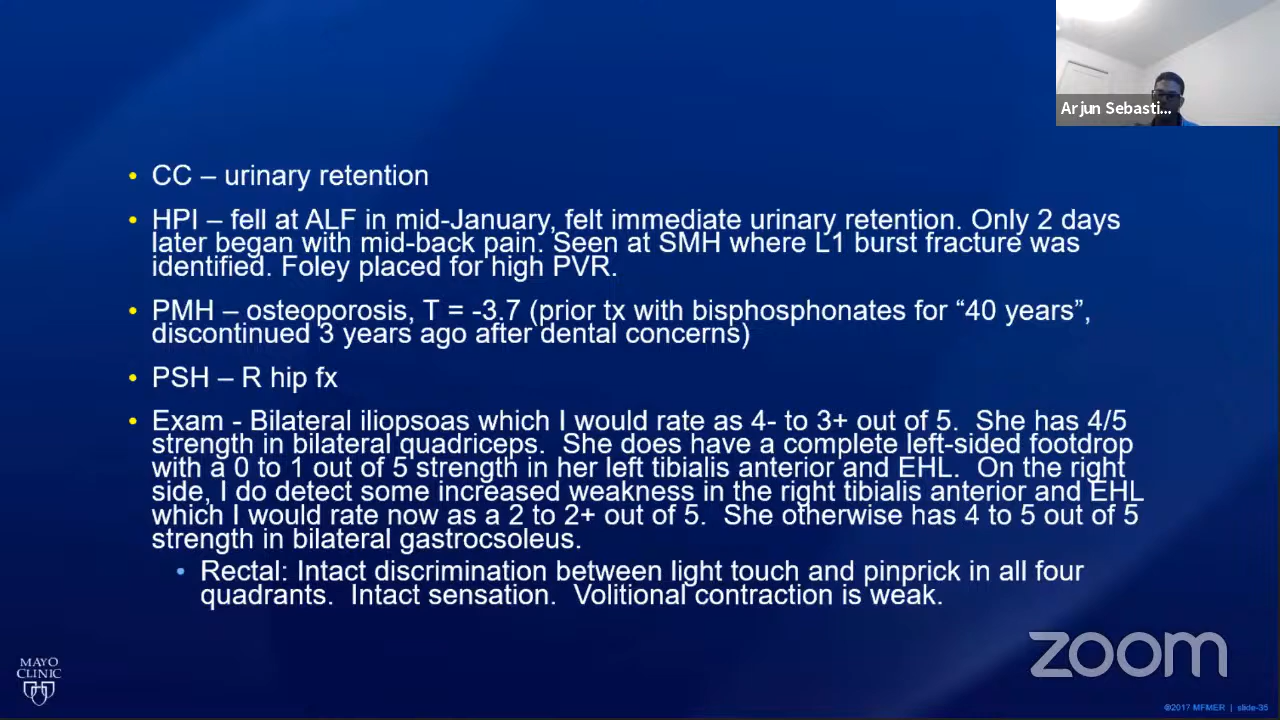 Arjun Sebasti...
• CC – urinary retention
• HPI – fell at ALF in mid-January, felt immediate urinary retention. Only 2 days
later began with mid-back pain. Seen at SMH where L1 burst fracture was
identified. Foley placed for high PVR.
• PMH – osteoporosis, T = -3.7 (prior tx with bisphosphonates for “40 years”,
discontinued 3 years ago after dental concerns)
• PSH – R hip fx
• Exam - Bilateral iliopsoas which I would rate as 4- to 3+ out of 5.  She has 4/5
strength in bilateral quadriceps.  She does have a complete left-sided footdrop
with a 0 to 1 out of 5 strength in her left tibialis anterior and EHL.  On the right
side, I do detect some increased weakness in the right tibialis anterior and EHL
which I would rate now as a 2 to 2+ out of 5.  She otherwise has 4 to 5 out of 5
strength in bilateral gastrocsoleus.
• Rectal: Intact discrimination between light touch and pinprick in all four
quadrants.  Intact sensation.  Volitional contraction is weak.
zoom
MAYO
CLINIC
©2017 MFMER | slide-35